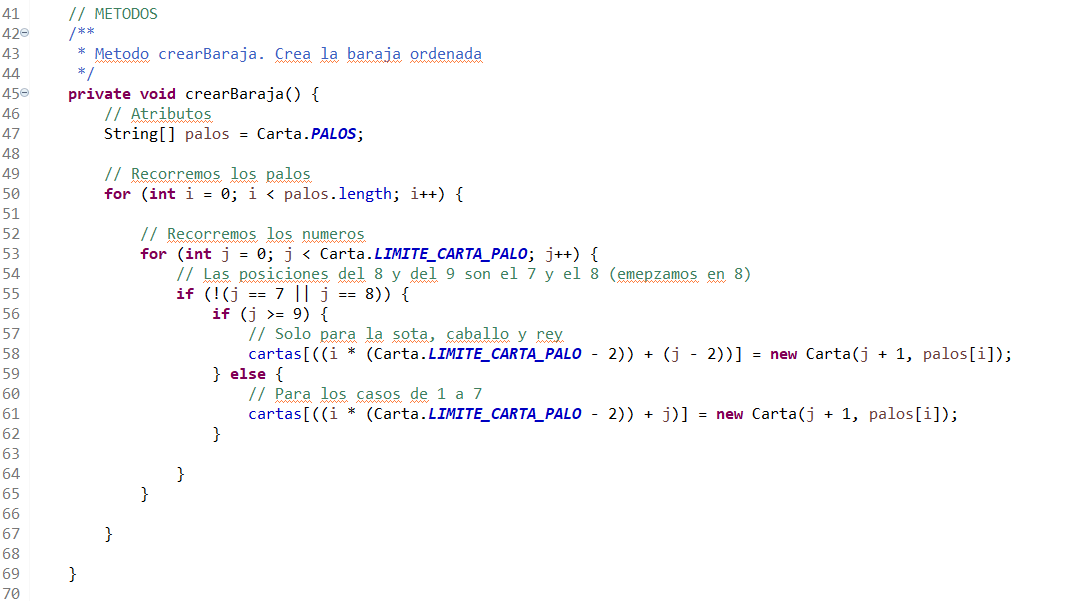 41 // METODOS
42 /**
43 * Metodo crearBaraja. Crea la baraja ordenada
44 */
45 private void crearBaraja() {
46 // Atributos
47 String[] palos = Carta.PALOS;
48
49 // Recorremos los palos
50 for (int i = 0; i < palos.length; i++) {
51
52 // Recorremos los numeros
53 for (int j = 0; j < Carta.LIMITE_CARTA_PALO; j++) {
54 // Las posiciones del 8 y del 9 son el 7 y el 8 (emepzamos en 8)
55 if (!(j == 7 || j == 8)) {
56 if (j >= 9) {
57 // Solo para la sota, caballo y rey
58 cartas[((i * (Carta.LIMITE_CARTA_PALO - 2)) + (j - 2))] = new Carta(j + 1, palos[i]);
59 } else {
60 // Para los casos de 1 a 7
61 cartas[((i * (Carta.LIMITE_CARTA_PALO - 2)) + j)] = new Carta(j + 1, palos[i]);
62 }
63
64 }
65 }
66
67 }
68
69 }
70